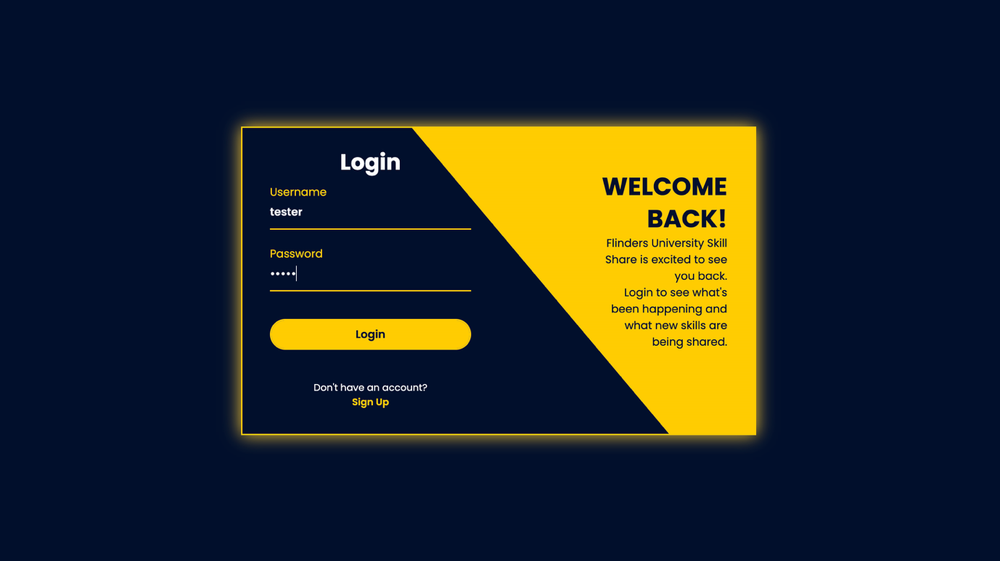 Login
Username
tester
Password
•••••
Login
Don't have an account?
Sign Up
WELCOME
BACK!
Flinders University Skill
Share is excited to see
you back.
Login to see what's
been happening and
what new skills are
being shared.